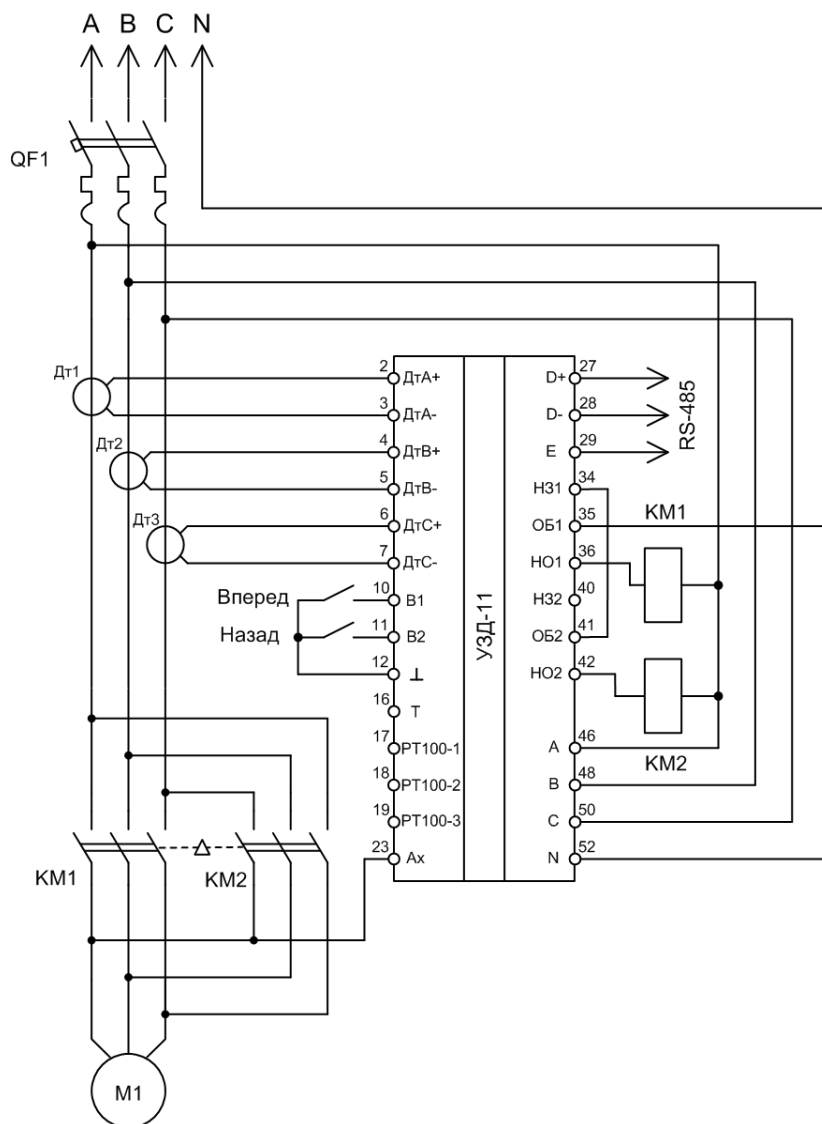 A B C N
QF1
Дт1
Дт2
Дт3
Вперед
Назад
2 ДтА+
3 ДтА-
4 ДтВ+
5 ДтВ-
6 ДтС+
7 ДтС-
10 В1
11 В2
12 ⊥
16 Т
17 РТ100-1
18 РТ100-2
19 РТ100-3
23 Ах
УЗД-11
D+ 27
D- 28
E 29
НЗ1 34
ОБ1 35
НО1 36
НЗ2 40
ОБ2 41
НО2 42
A 46
B 48
C 50
N 52
RS-485
KM1
KM2
KM1
KM2
M1